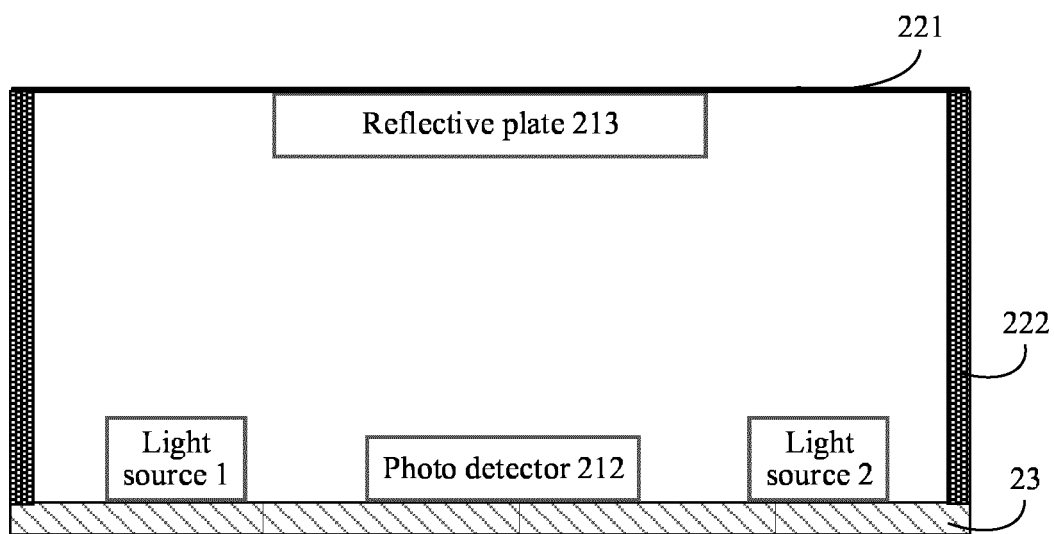 221
Reflective plate 213
222
Light
source 1
Photo detector 212
Light
source 2
23